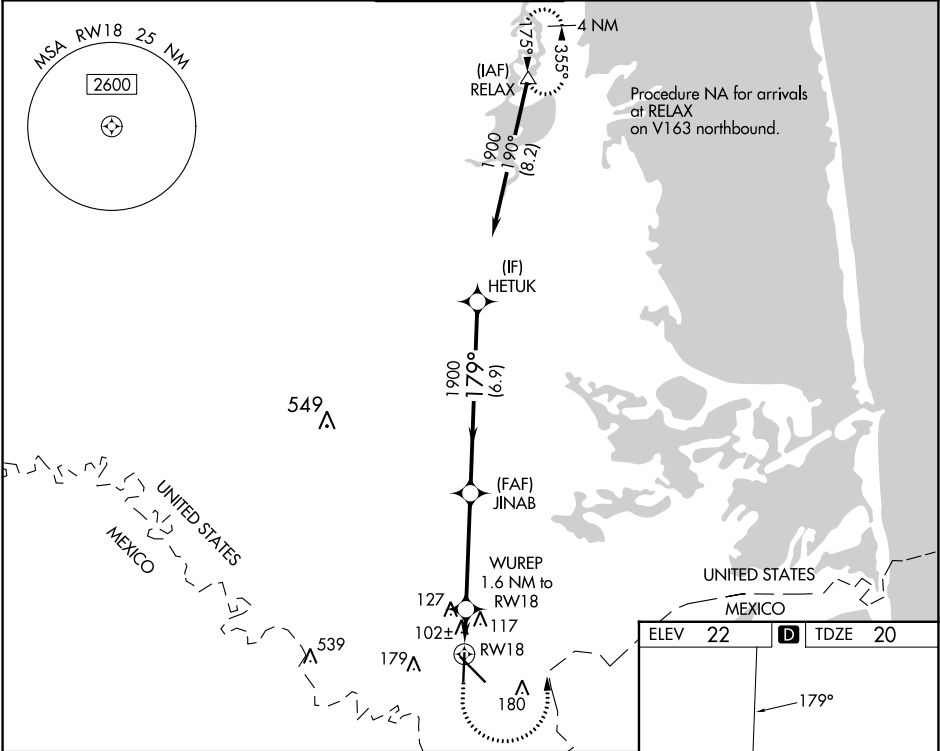 MSA RW18 25 NM
2600
4 NM
175°
355°
(IAF)
RELAX
Procedure NA for arrivals
at RELAX
on V163 northbound.
1900
190°
(8.2)
(IF)
HETUK
1900
179°
(6.9)
549
(FAF)
JINAB
UNITED STATES
MEXICO
WUREP
1.6 NM to
RW18
127
117
102±
RW18
539
179
180
UNITED STATES
MEXICO
ELEV 22 D TDZE 20
179°